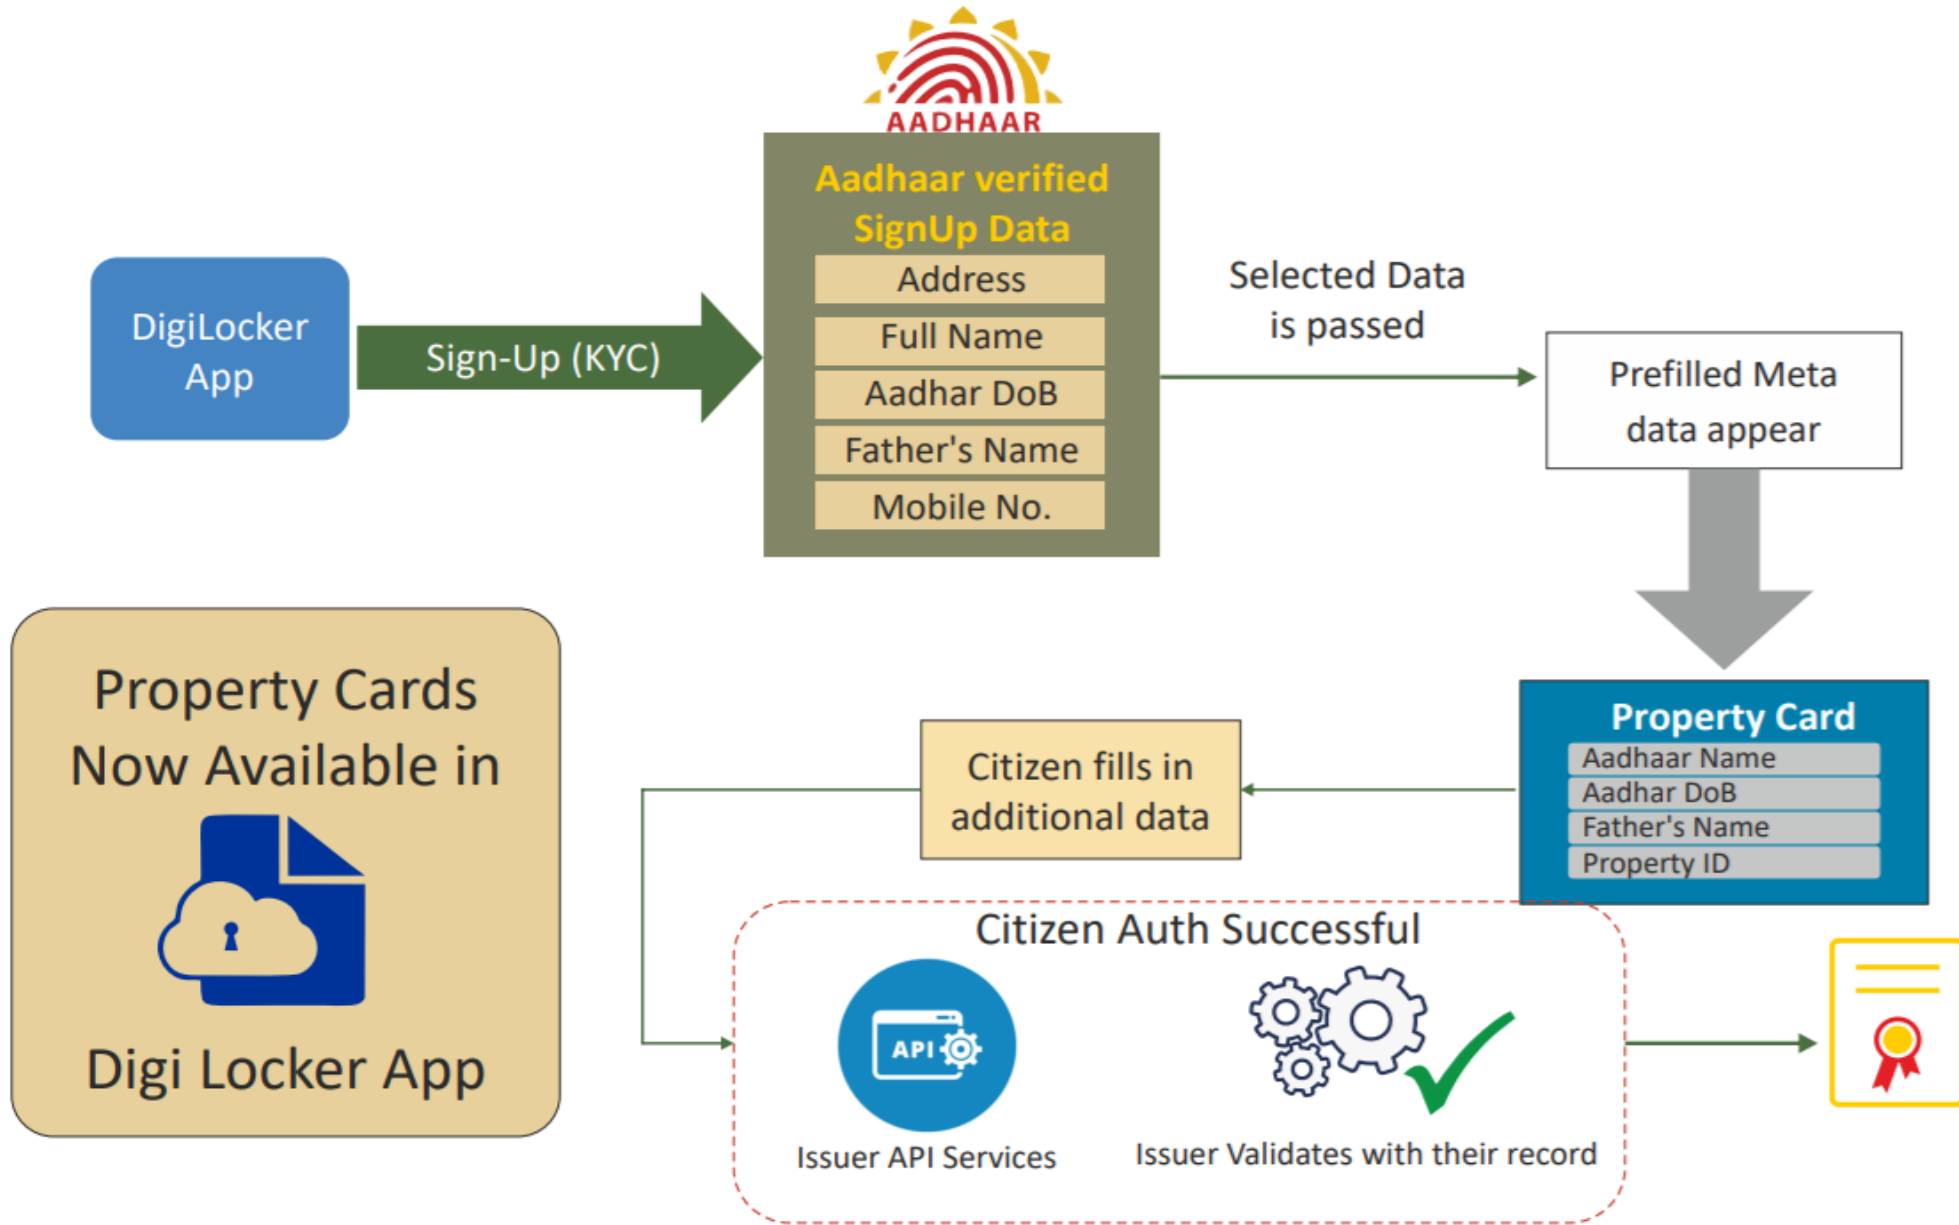 AADHAAR
Aadhaar verified
SignUp Data
Address
Full Name
Aadhar DoB
Father's Name
Mobile No.
DigiLocker
App
Sign-Up (KYC)
Selected Data
is passed
Prefilled Meta
data appear
Property Card
Aadhaar Name
Aadhar DoB
Father's Name
Property ID
Citizen fills in
additional data
Citizen Auth Successful
API
Issuer API Services
Issuer Validates with their record
Property Cards
Now Available in
Digi Locker App